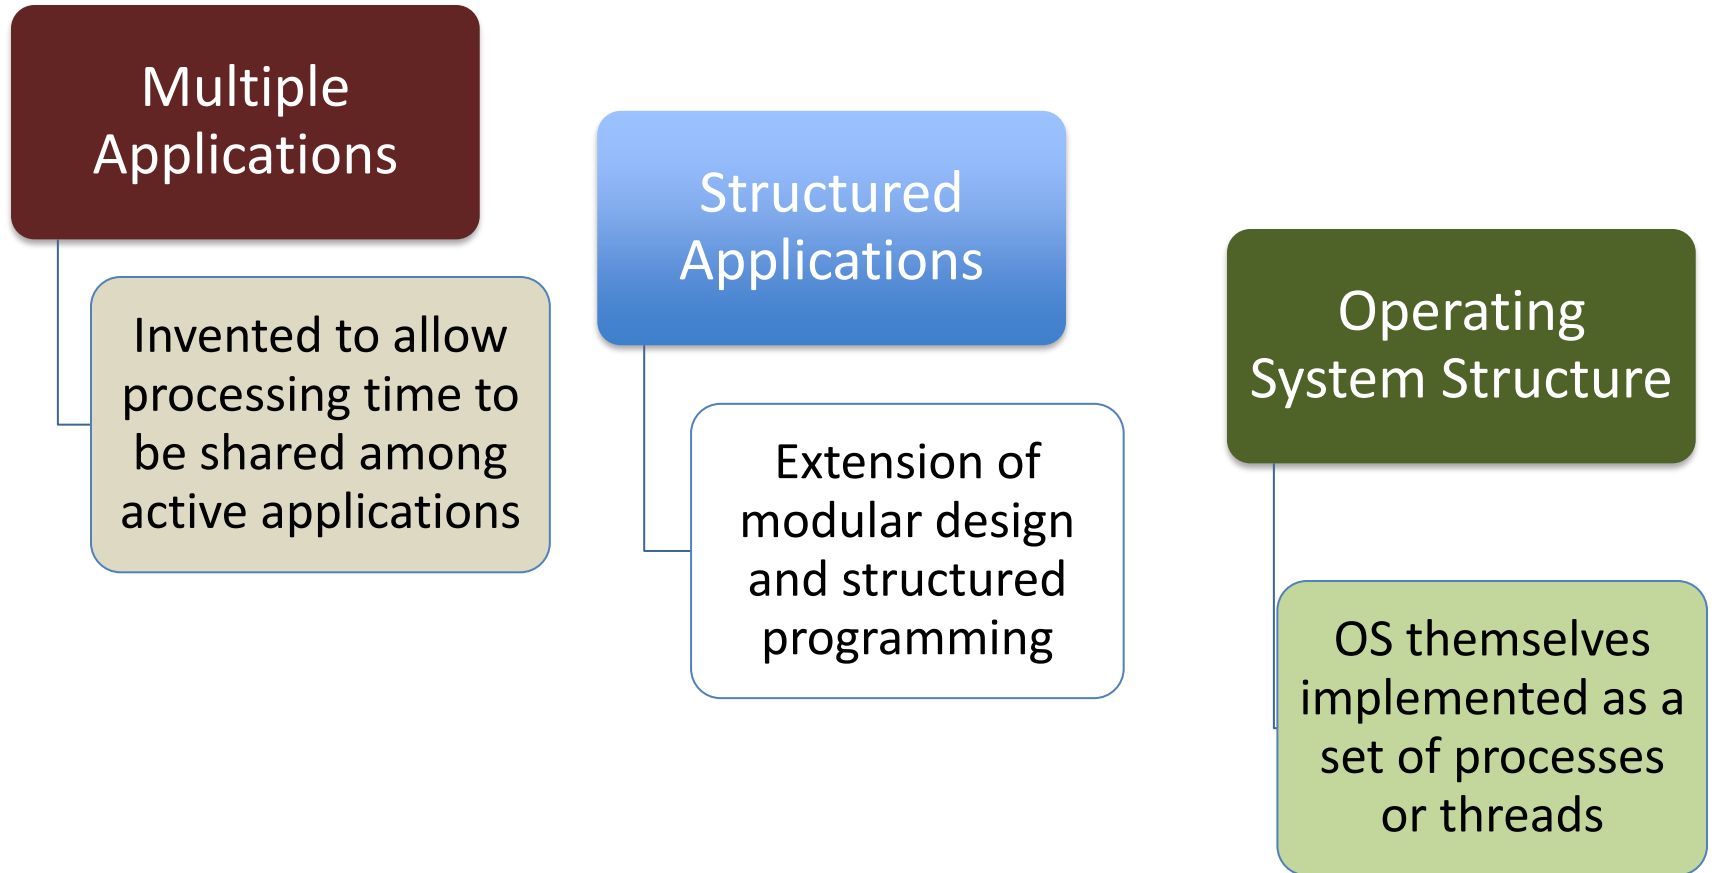 Multiple
Applications
Invented to allow
processing time to
be shared among
active applications
Structured
Applications
Extension of
modular design
and structured
programming
Operating
System Structure
OS themselves
implemented as a
set of processes
or threads